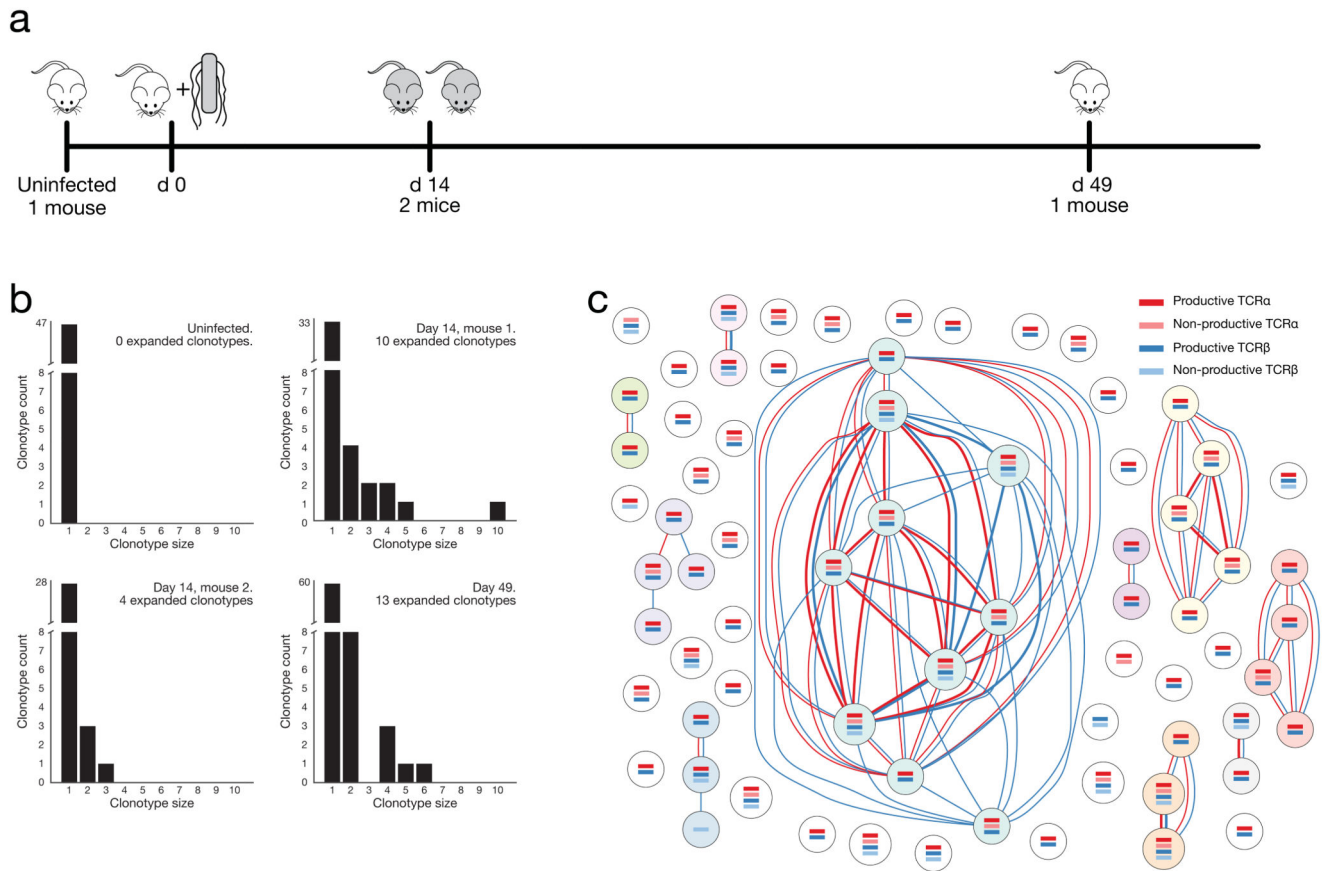 a
+
Uninfected
1 mouse
d 0
d 14
2 mice
d 49
1 mouse
b
47
8
7
6
5
4
3
2
1
0
Clonotype count
Uninfected.
0 expanded clonotypes.
1 2 3 4 5 6 7 8 9 10
Clonotype size
33
8
7
6
5
4
3
2
1
0
Clonotype count
Day 14, mouse 1.
10 expanded clonotypes
1 2 3 4 5 6 7 8 9 10
Clonotype size
28
8
7
6
5
4
3
2
1
0
Clonotype count
Day 14, mouse 2.
4 expanded clonotypes
1 2 3 4 5 6 7 8 9 10
Clonotype size
60
8
7
6
5
4
3
2
1
0
Clonotype count
Day 49.
13 expanded clonotypes
1 2 3 4 5 6 7 8 9 10
Clonotype size
c
Productive TCRα
Non-productive TCRα
Productive TCRβ
Non-productive TCRβ